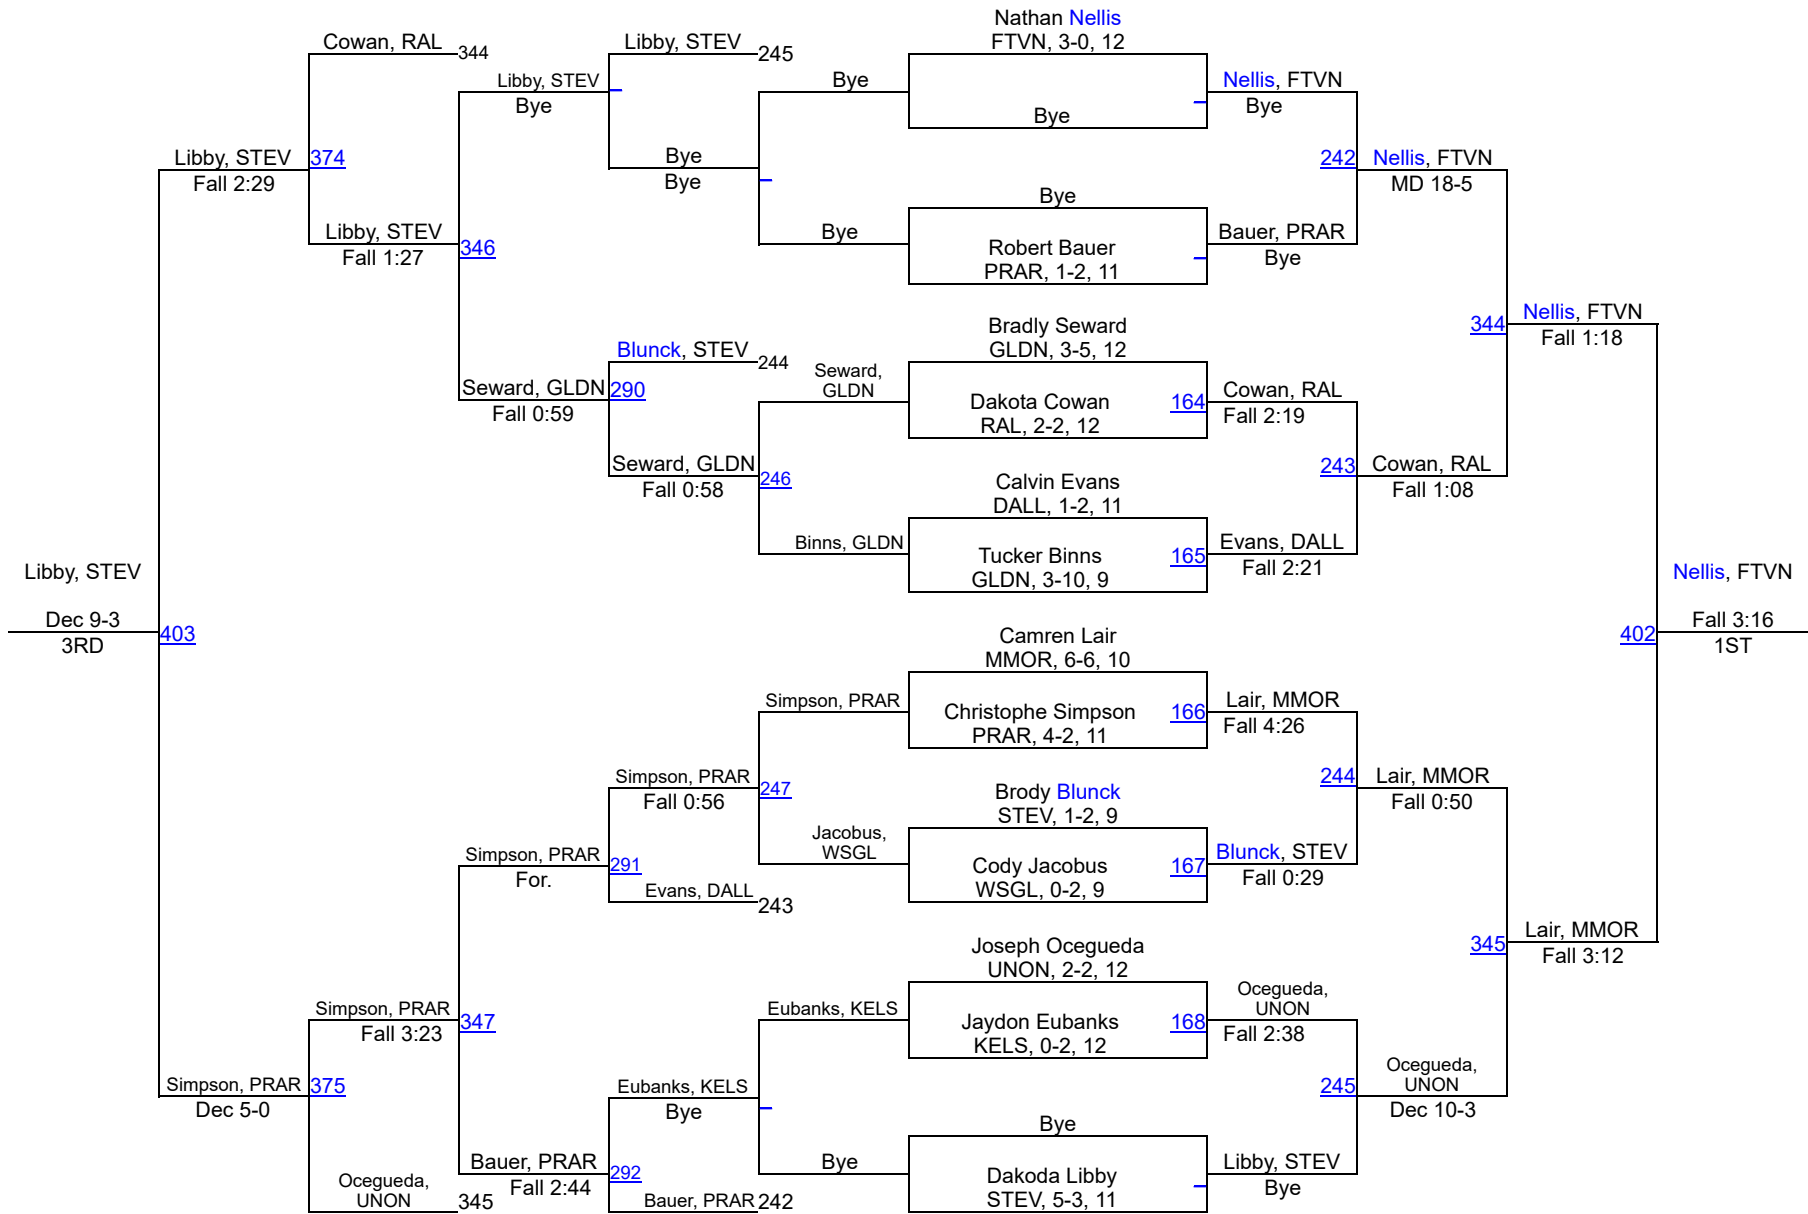 Nathan Nellis
FTVN, 3-0, 12
Cowan, RAL
344
Libby, STEV
245
Libby, STEV
Bye
Bye
Nellis, FTVN
Bye
Bye
Libby, STEV
374
Fall 2:29
Bye
Bye
242
Nellis, FTVN
MD 18-5
Bye
Libby, STEV
346
Fall 1:27
Bye
Robert Bauer
PRAR, 1-2, 11
Bauer, PRAR
Bye
Bradly Seward
GLDN, 3-5, 12
344
Nellis, FTVN
Fall 1:18
Blunck, STEV
244
Seward, GLDN
290
Fall 0:59
Seward,
GLDN
Dakota Cowan
RAL, 2-2, 12
164
Cowan, RAL
Fall 2:19
Seward, GLDN
246
Fall 0:58
243
Cowan, RAL
Fall 1:08
Calvin Evans
DALL, 1-2, 11
Binns, GLDN
Tucker Binns
GLDN, 3-10, 9
165
Evans, DALL
Fall 2:21
Libby, STEV
Dec 9-3
3RD
403
Nellis, FTVN
402
Fall 3:16
1ST
Camren Lair
MMOR, 6-6, 10
Simpson, PRAR
Christophe Simpson
PRAR, 4-2, 11
166
Lair, MMOR
Fall 4:26
Simpson, PRAR
247
Fall 0:56
244
Lair, MMOR
Fall 0:50
Brody Blunck
STEV, 1-2, 9
Jacobus,
WSGL
Cody Jacobus
WSGL, 0-2, 9
167
Blunck, STEV
Fall 0:29
Simpson, PRAR
291
For.
Evans, DALL
243
345
Lair, MMOR
Fall 3:12
Joseph Ocegueda
UNON, 2-2, 12
Simpson, PRAR
347
Fall 3:23
Eubanks, KELS
Jaydon Eubanks
KELS, 0-2, 12
168
Ocegueda,
UNON
Fall 2:38
Simpson, PRAR
375
Dec 5-0
Eubanks, KELS
Bye
245
Ocegueda,
UNON
Dec 10-3
Bye
Bauer, PRAR
292
Fall 2:44
Bye
Dakoda Libby
STEV, 5-3, 11
Libby, STEV
Bye
Ocegueda,
UNON
345
Bauer, PRAR
242